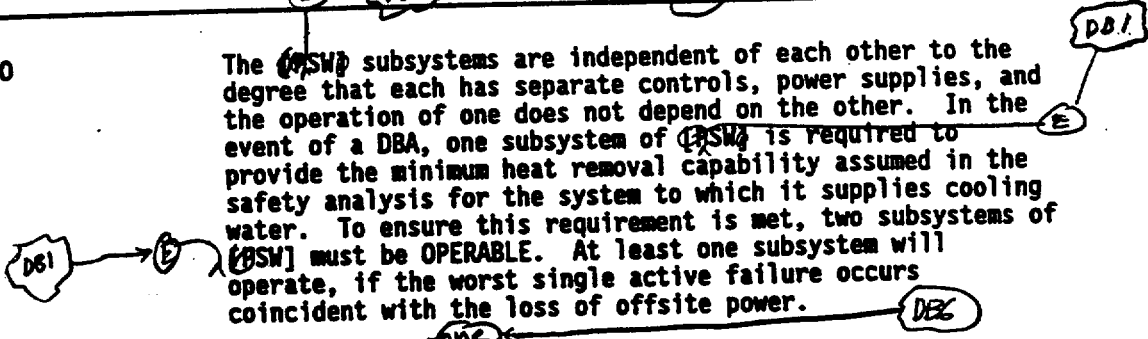 DB1
O
The [PSW] subsystems are independent of each other to the
degree that each has separate controls, power supplies, and
the operation of one does not depend on the other. In the
E
event of a DBA, one subsystem of [PSW] is required to
provide the minimum heat removal capability assumed in the
safety analysis for the system to which it supplies cooling
water. To ensure this requirement is met, two subsystems of
DB1 E
[PSW] must be OPERABLE. At least one subsystem will
operate, if the worst single active failure occurs
coincident with the loss of offsite power.
DB6
one